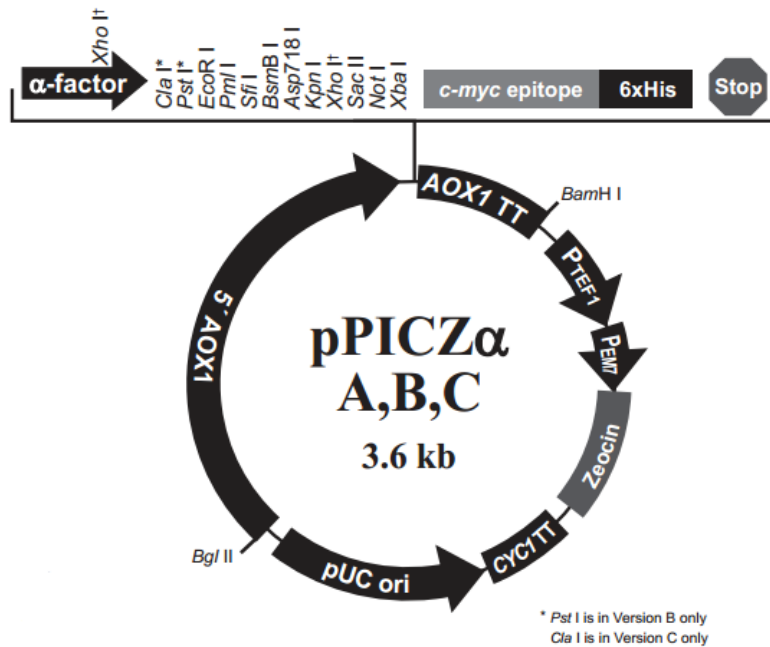 Xho I†
α-factor
Cla I*
Pst I*
EcoR I
Pml I
Sfi I
BsmB I
Asp718 I
Kpn I
Xho I†
Sac II
Not I
Xba I
c-myc epitope
6xHis
Stop
AOX1 TT
BamH I
PTEF1
PEM7
Zeocin
CYC1 TT
pUC ori
Bgl II
5´ AOX1
pPICZα
A,B,C
3.6 kb
* Pst I is in Version B only
Cla I is in Version C only